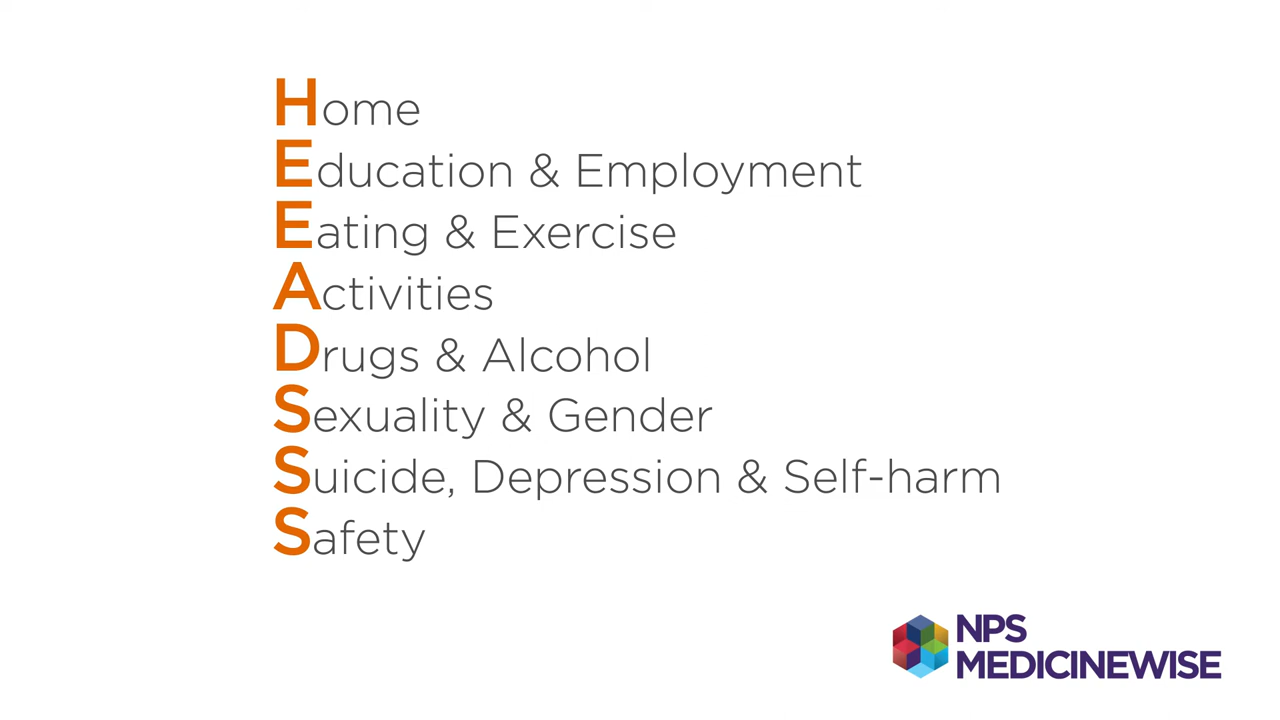 Home
Education & Employment
Eating & Exercise
Activities
Drugs & Alcohol
Sexuality & Gender
Suicide, Depression & Self-harm
Safety
NPS
MEDICINEWISE